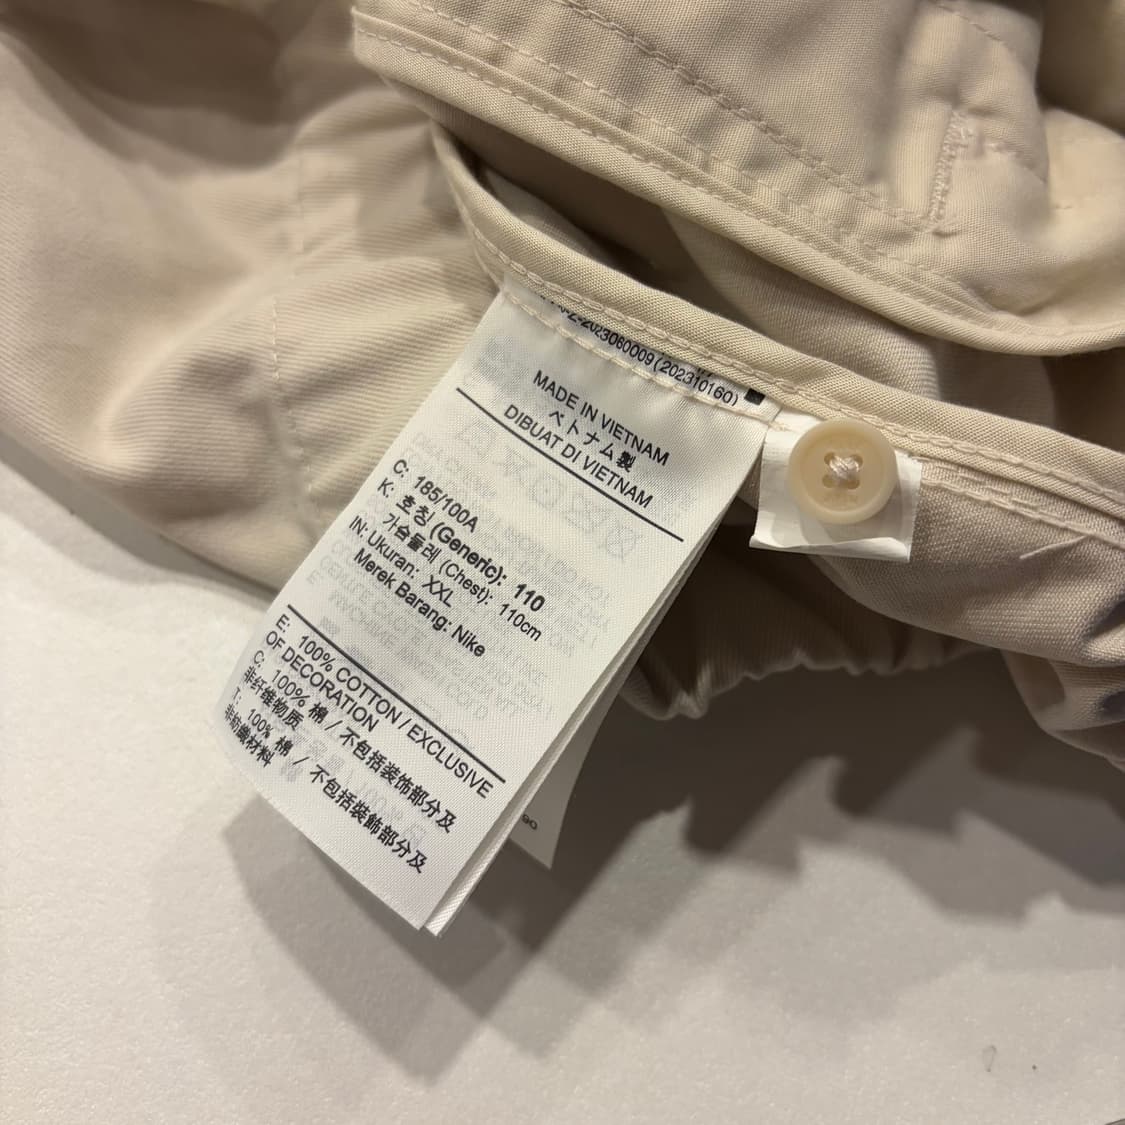 -2-2023060009(202310160)
MADE IN VIETNAM
ベトナム製
DIBUAT DI VIETNAM
C: 185/100A
K: 호칭 (Generic): 110
가슴둘레 (Chest): 110cm
IN: Ukuran: XXL
Merek Barang: Nike
E: 100% COTTON / EXCLUSIVE
OF DECORATION
C: 100% 棉 / 不包括装饰部分及
非纤维物质
T: 100% 棉 / 不包括裝飾部分及
非紡織材料
90